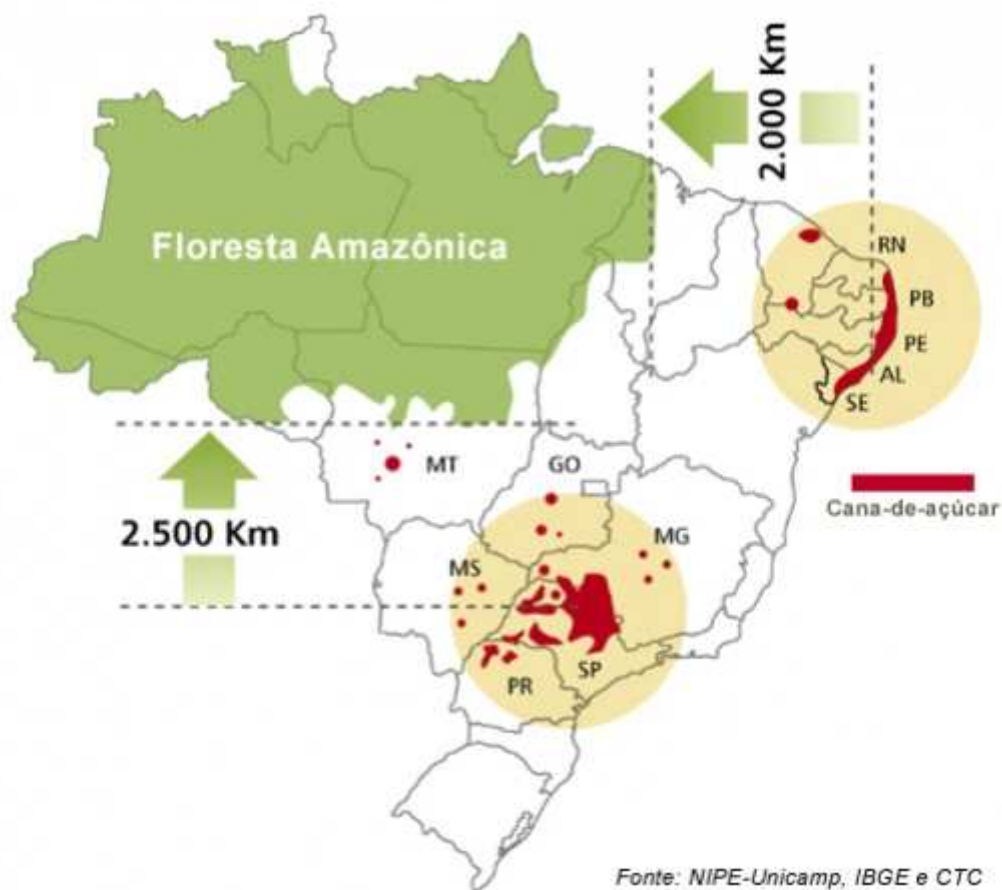 2.000 Km
Floresta Amazônica
RN
PB
PE
AL
SE
MT
GO
Cana-de-açúcar
2.500 Km
MG
MS
SP
PR
Fonte: NIPE-Unicamp, IBGE e CTC